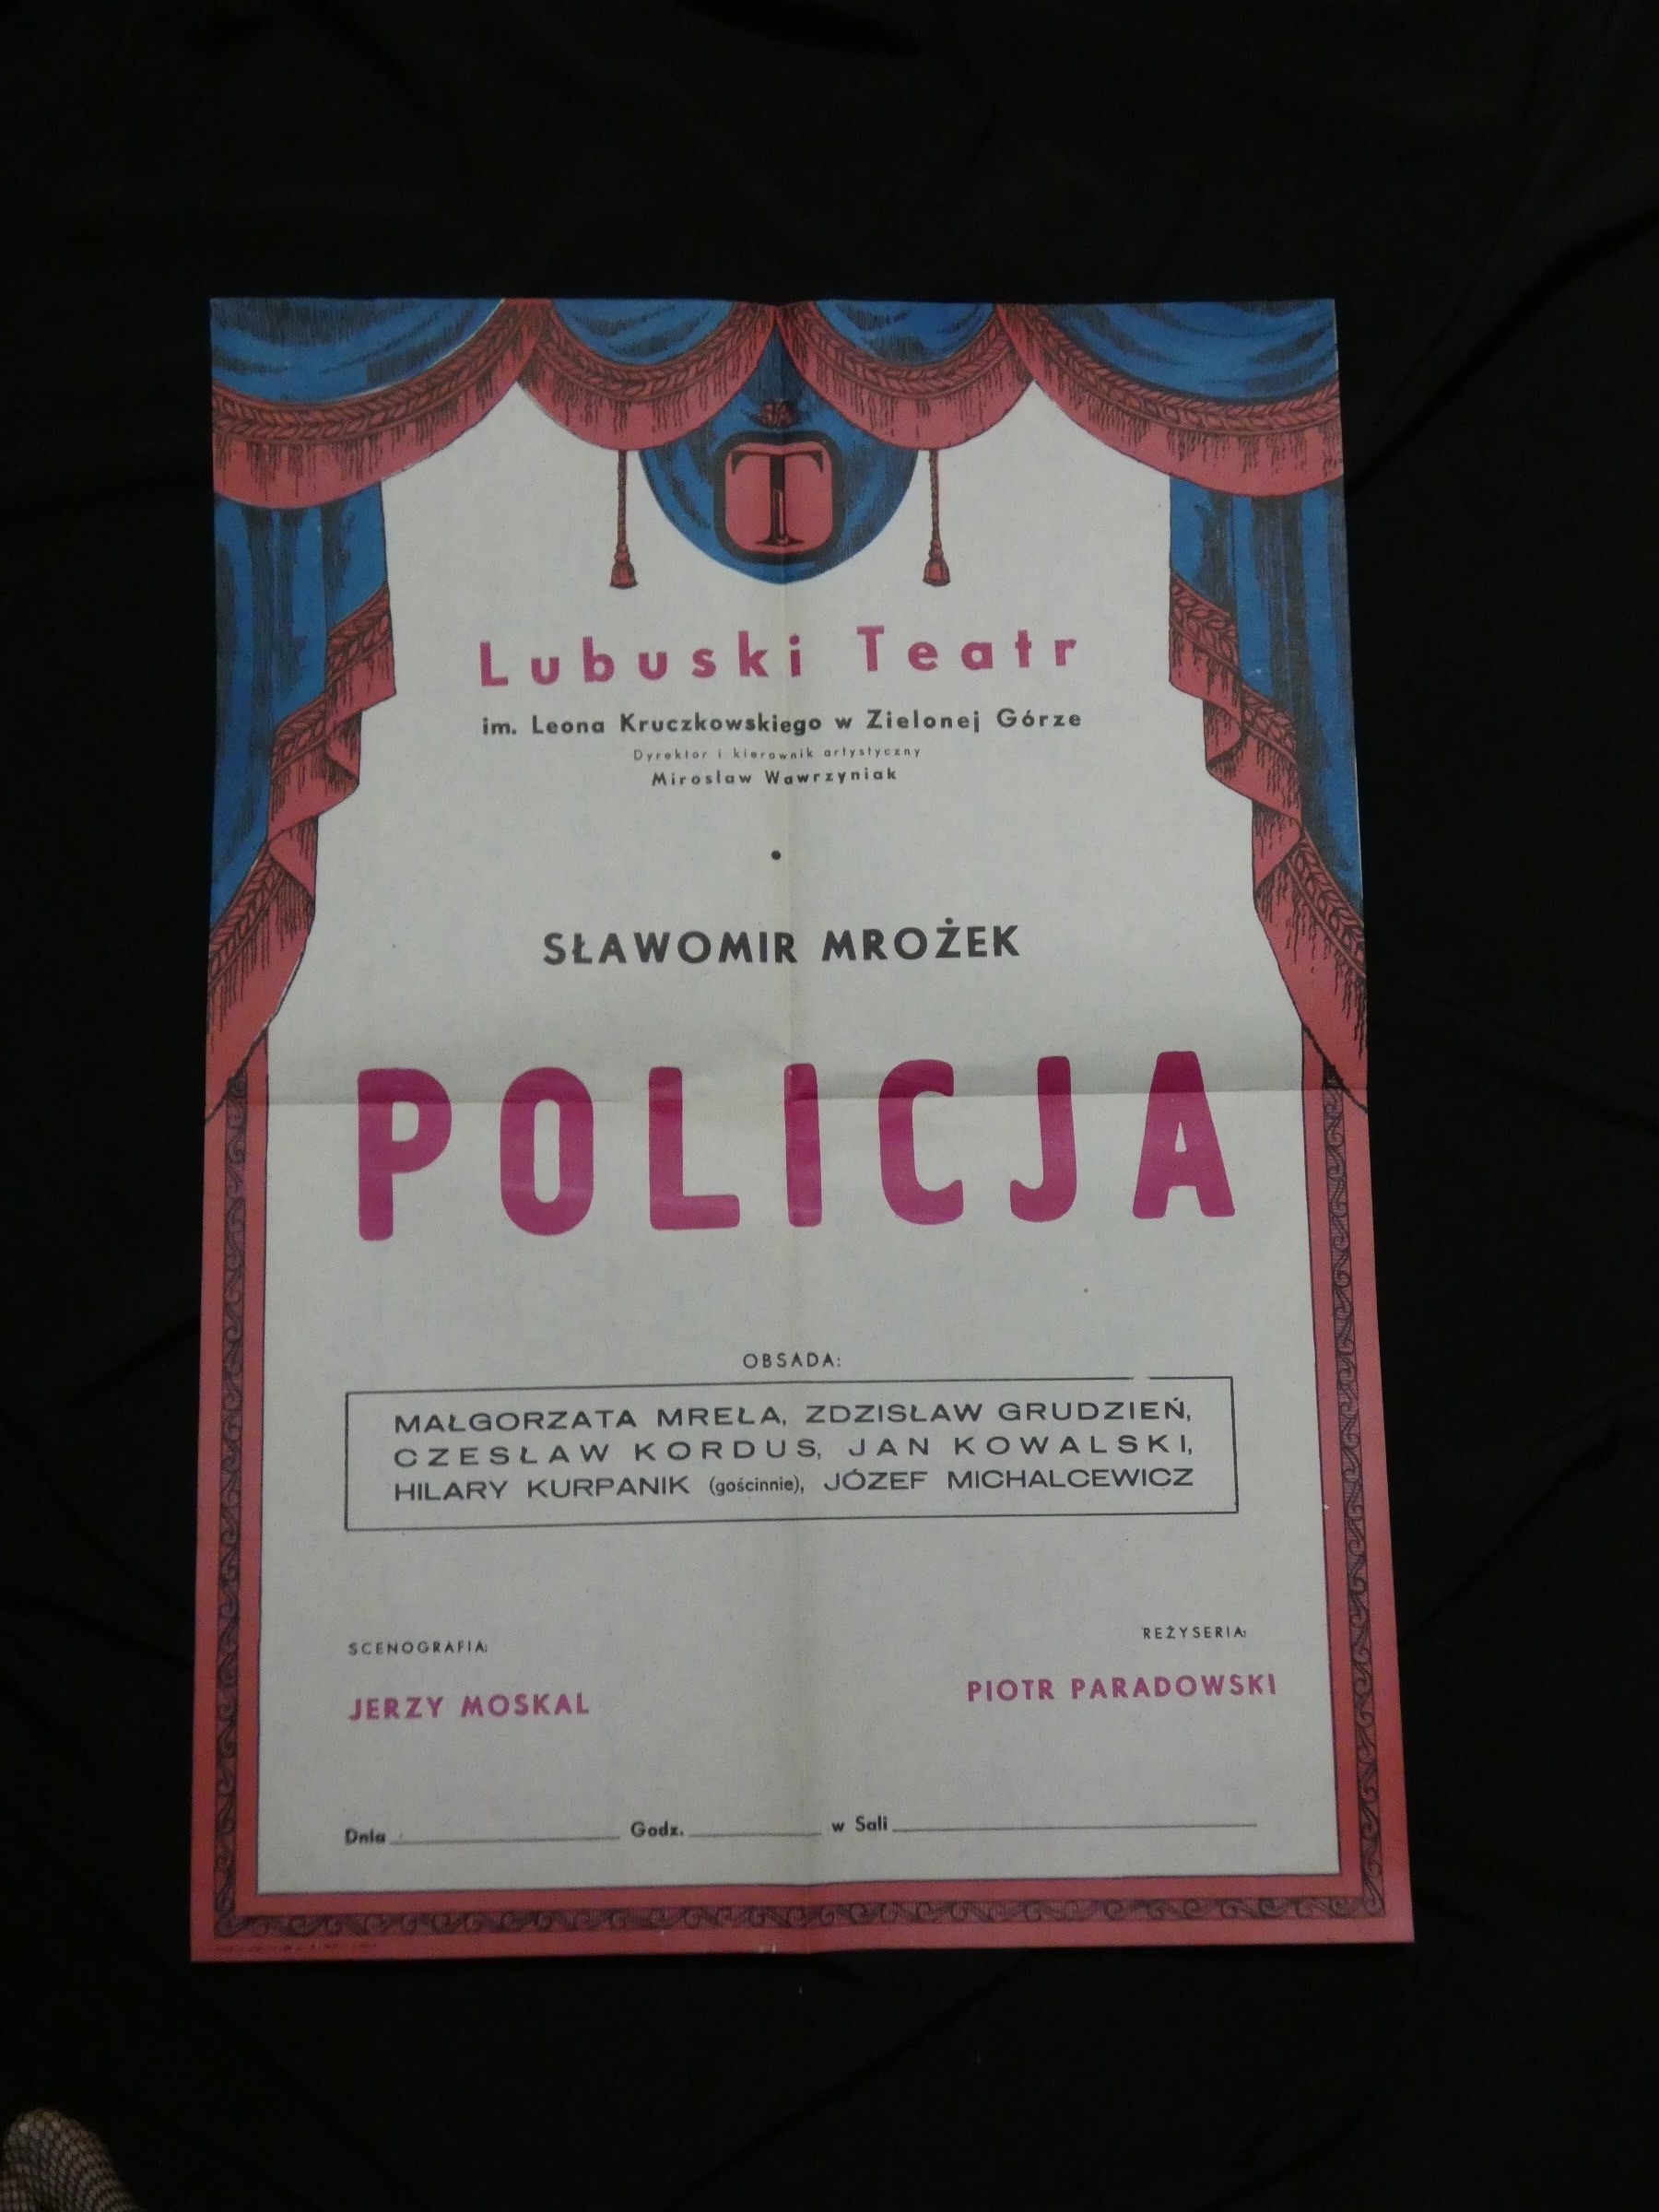 T
Lubuski Teatr
im. Leona Kruczkowskiego w Zielonej Górze
Dyrektor i kierownik artystyczny
Mirosław Wawrzyniak
•
SŁAWOMIR MROŻEK
POLICJA
OBSADA:
MAŁGORZATA MREŁA, ZDZISŁAW GRUDZIEŃ,
CZESŁAW KORDUS, JAN KOWALSKI,
HILARY KURPANIK (gościnnie), JÓZEF MICHALCEWICZ
SCENOGRAFIA:
JERZY MOSKAL
REŻYSERIA:
PIOTR PARADOWSKI
Dnia Godz. w Sali